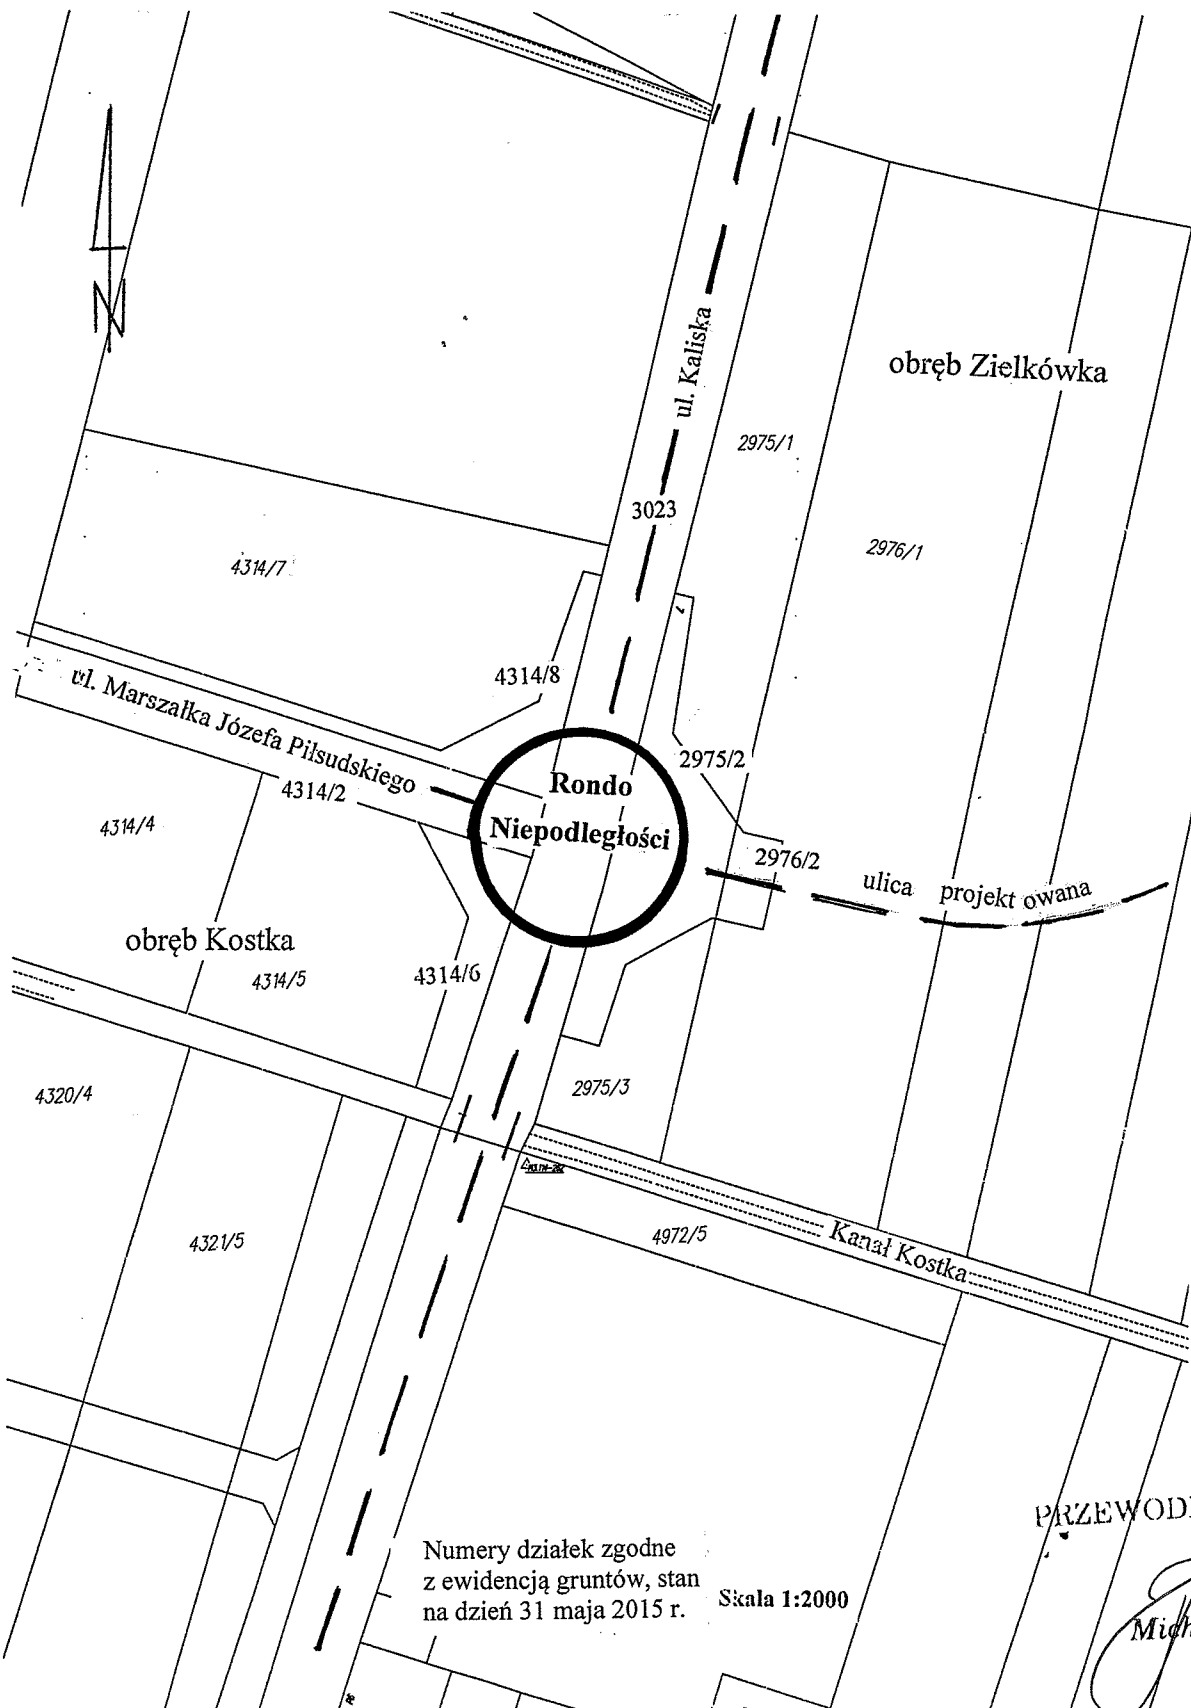 N
ul. Kaliska
obręb Zielkówka
2975/1
3023
2976/1
4314/7
4314/8
ul. Marszałka Józefa Piłsudskiego
2975/2
Rondo
Niepodległości
4314/2
4314/4
2976/2
ulica projektowana
obręb Kostka
4314/5
4314/6
4320/4
2975/3
4321/5
4972/5
Kanał Kostka
Numery działek zgodne
z ewidencją gruntów, stan
na dzień 31 maja 2015 r.
Skala 1:2000